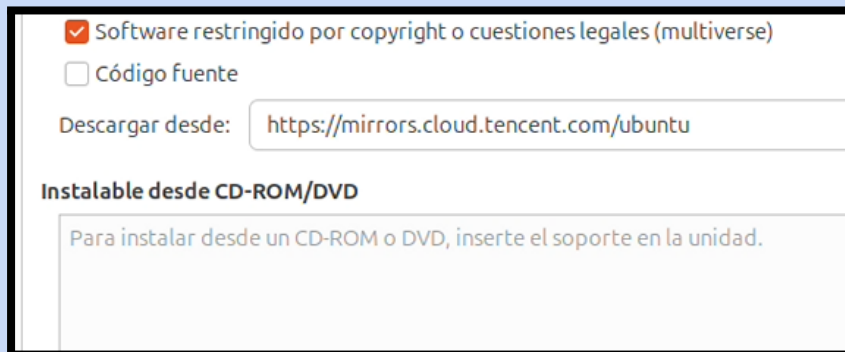 Software restringido por copyright o cuestiones legales (multiverse)
Código fuente
Descargar desde: https://mirrors.cloud.tencent.com/ubuntu
Instalable desde CD-ROM/DVD
Para instalar desde un CD-ROM o DVD, inserte el soporte en la unidad.